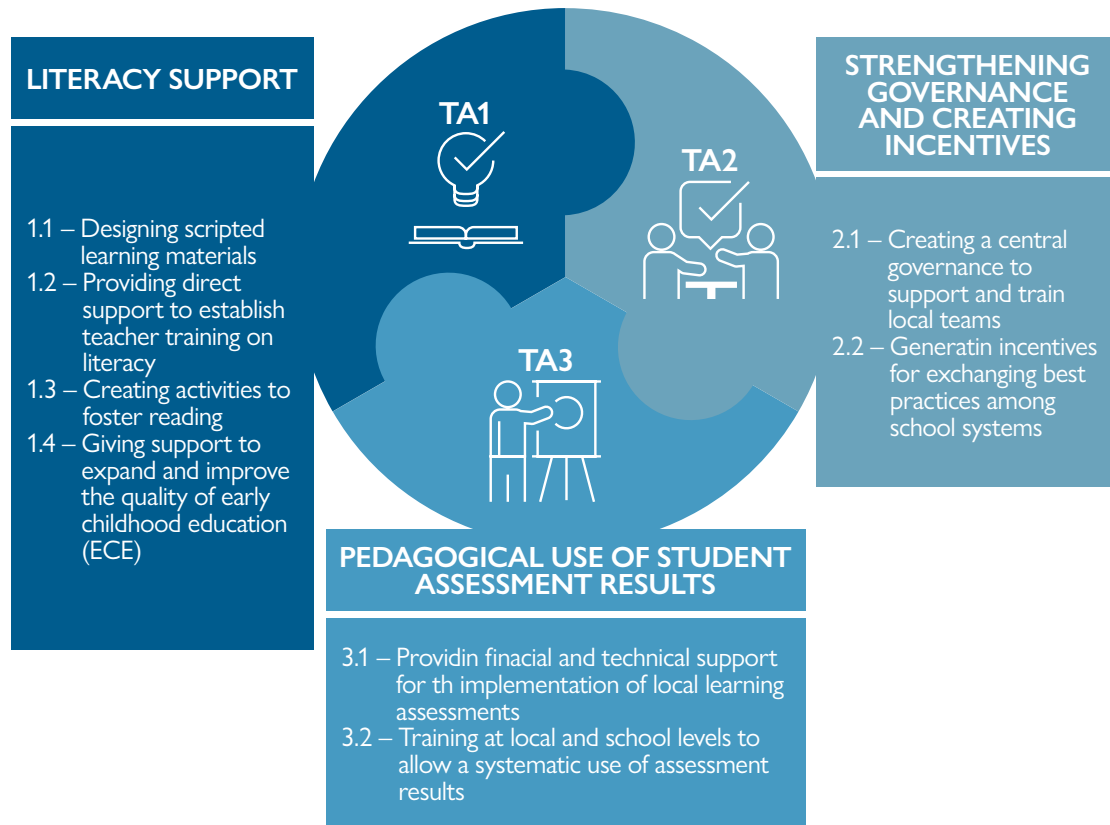 LITERACY SUPPORT
1.1 – Designing scripted
learning materials
1.2 – Providing direct
support to establish
teacher training on
literacy
1.3 – Creating activities to
foster reading
1.4 – Giving support to
expand and improve
the quality of early
childhood education
(ECE)
TA1
TA2
TA3
STRENGTHENING
GOVERNANCE
AND CREATING
INCENTIVES
2.1 – Creating a central
governance to
support and train
local teams
2.2 – Generatin incentives
for exchanging best
practices among
school systems
PEDAGOGICAL USE OF STUDENT
ASSESSMENT RESULTS
3.1 – Providin finacial and technical support
for th implementation of local learning
assessments
3.2 – Training at local and school levels to
allow a systematic use of assessment
results